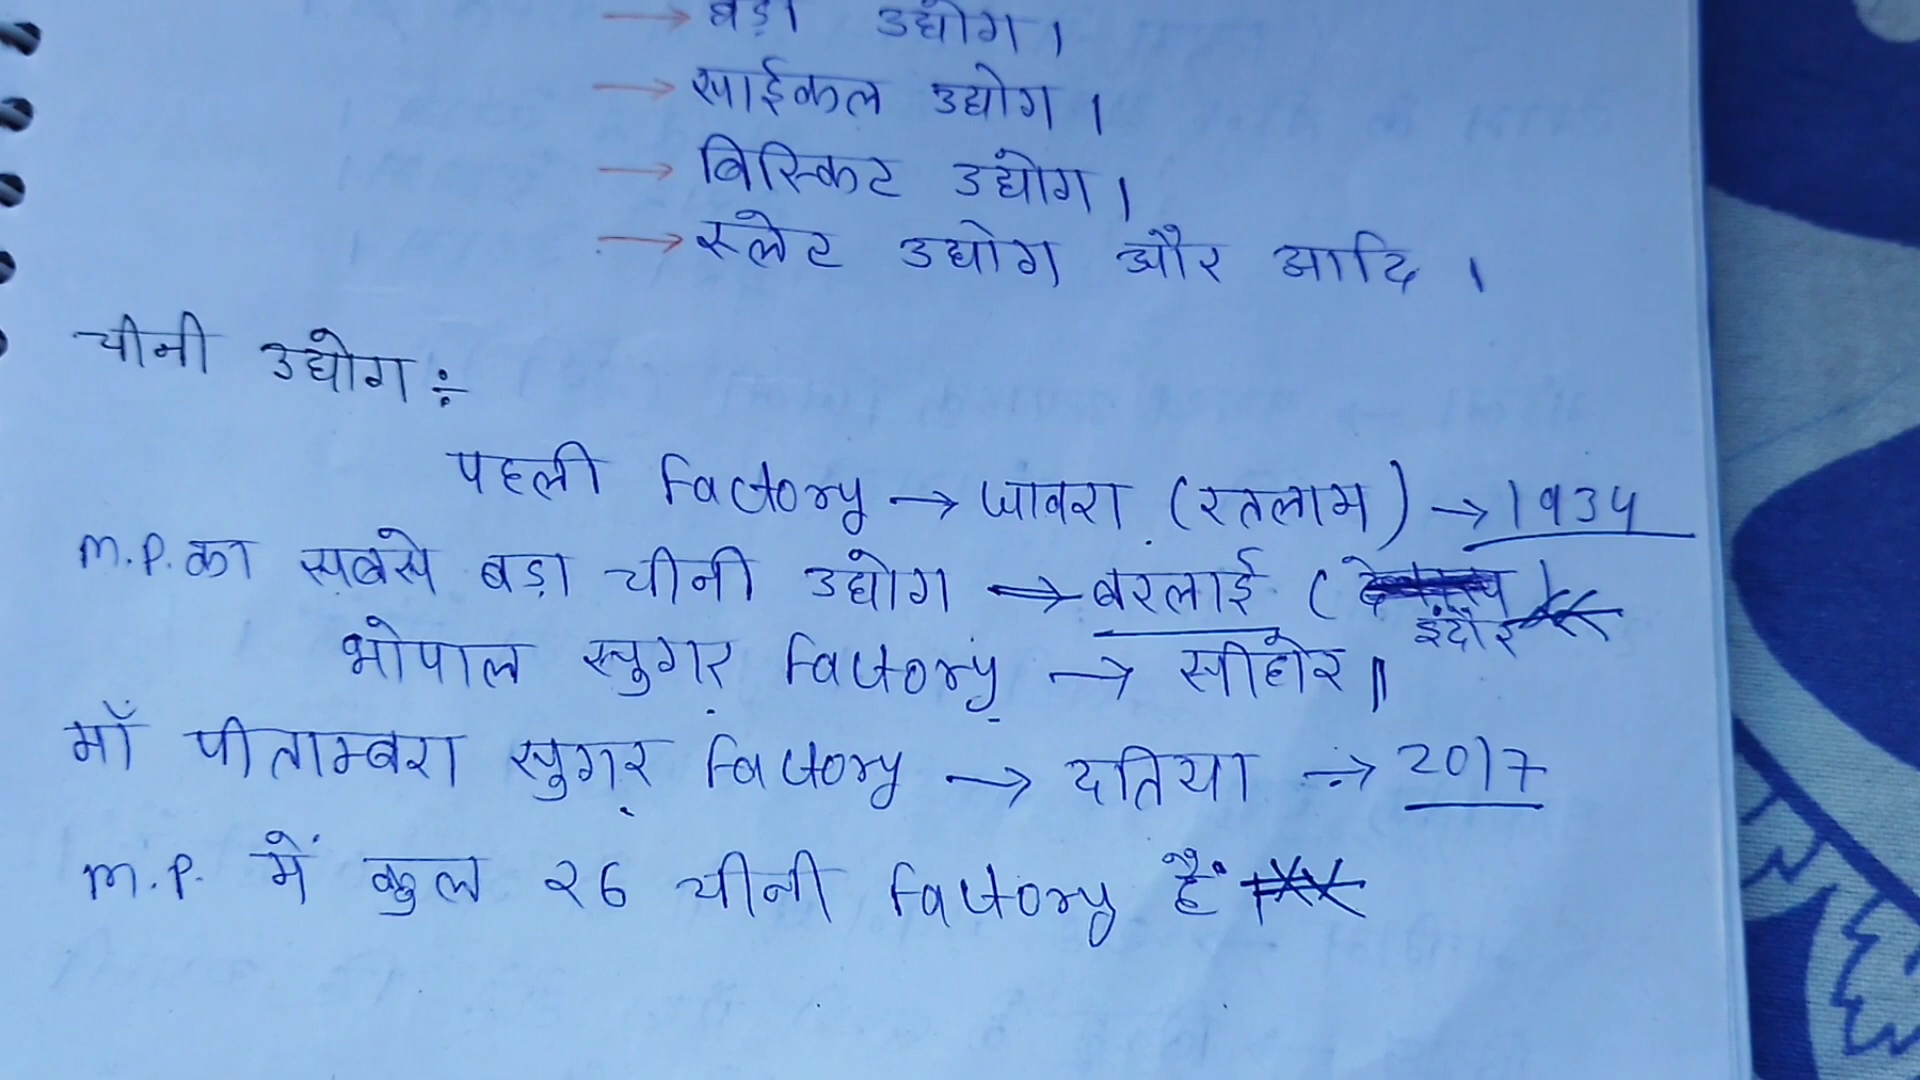 → बड़ा उद्योग।
→ साईकल उद्योग।
→ बिस्किट उद्योग।
→ स्लेट उद्योग और आदि।
चीनी उद्योग ÷
पहली factory → जावरा (रतलाम) → 1934
M.P. का सबसे बड़ा चीनी उद्योग → बरलाई (इंदौर)
भोपाल सुगर factory → सीहोर॥
माँ पीताम्बरा सुगर factory → दतिया → 2017
M.P. में कुल 26 चीनी factory हैं